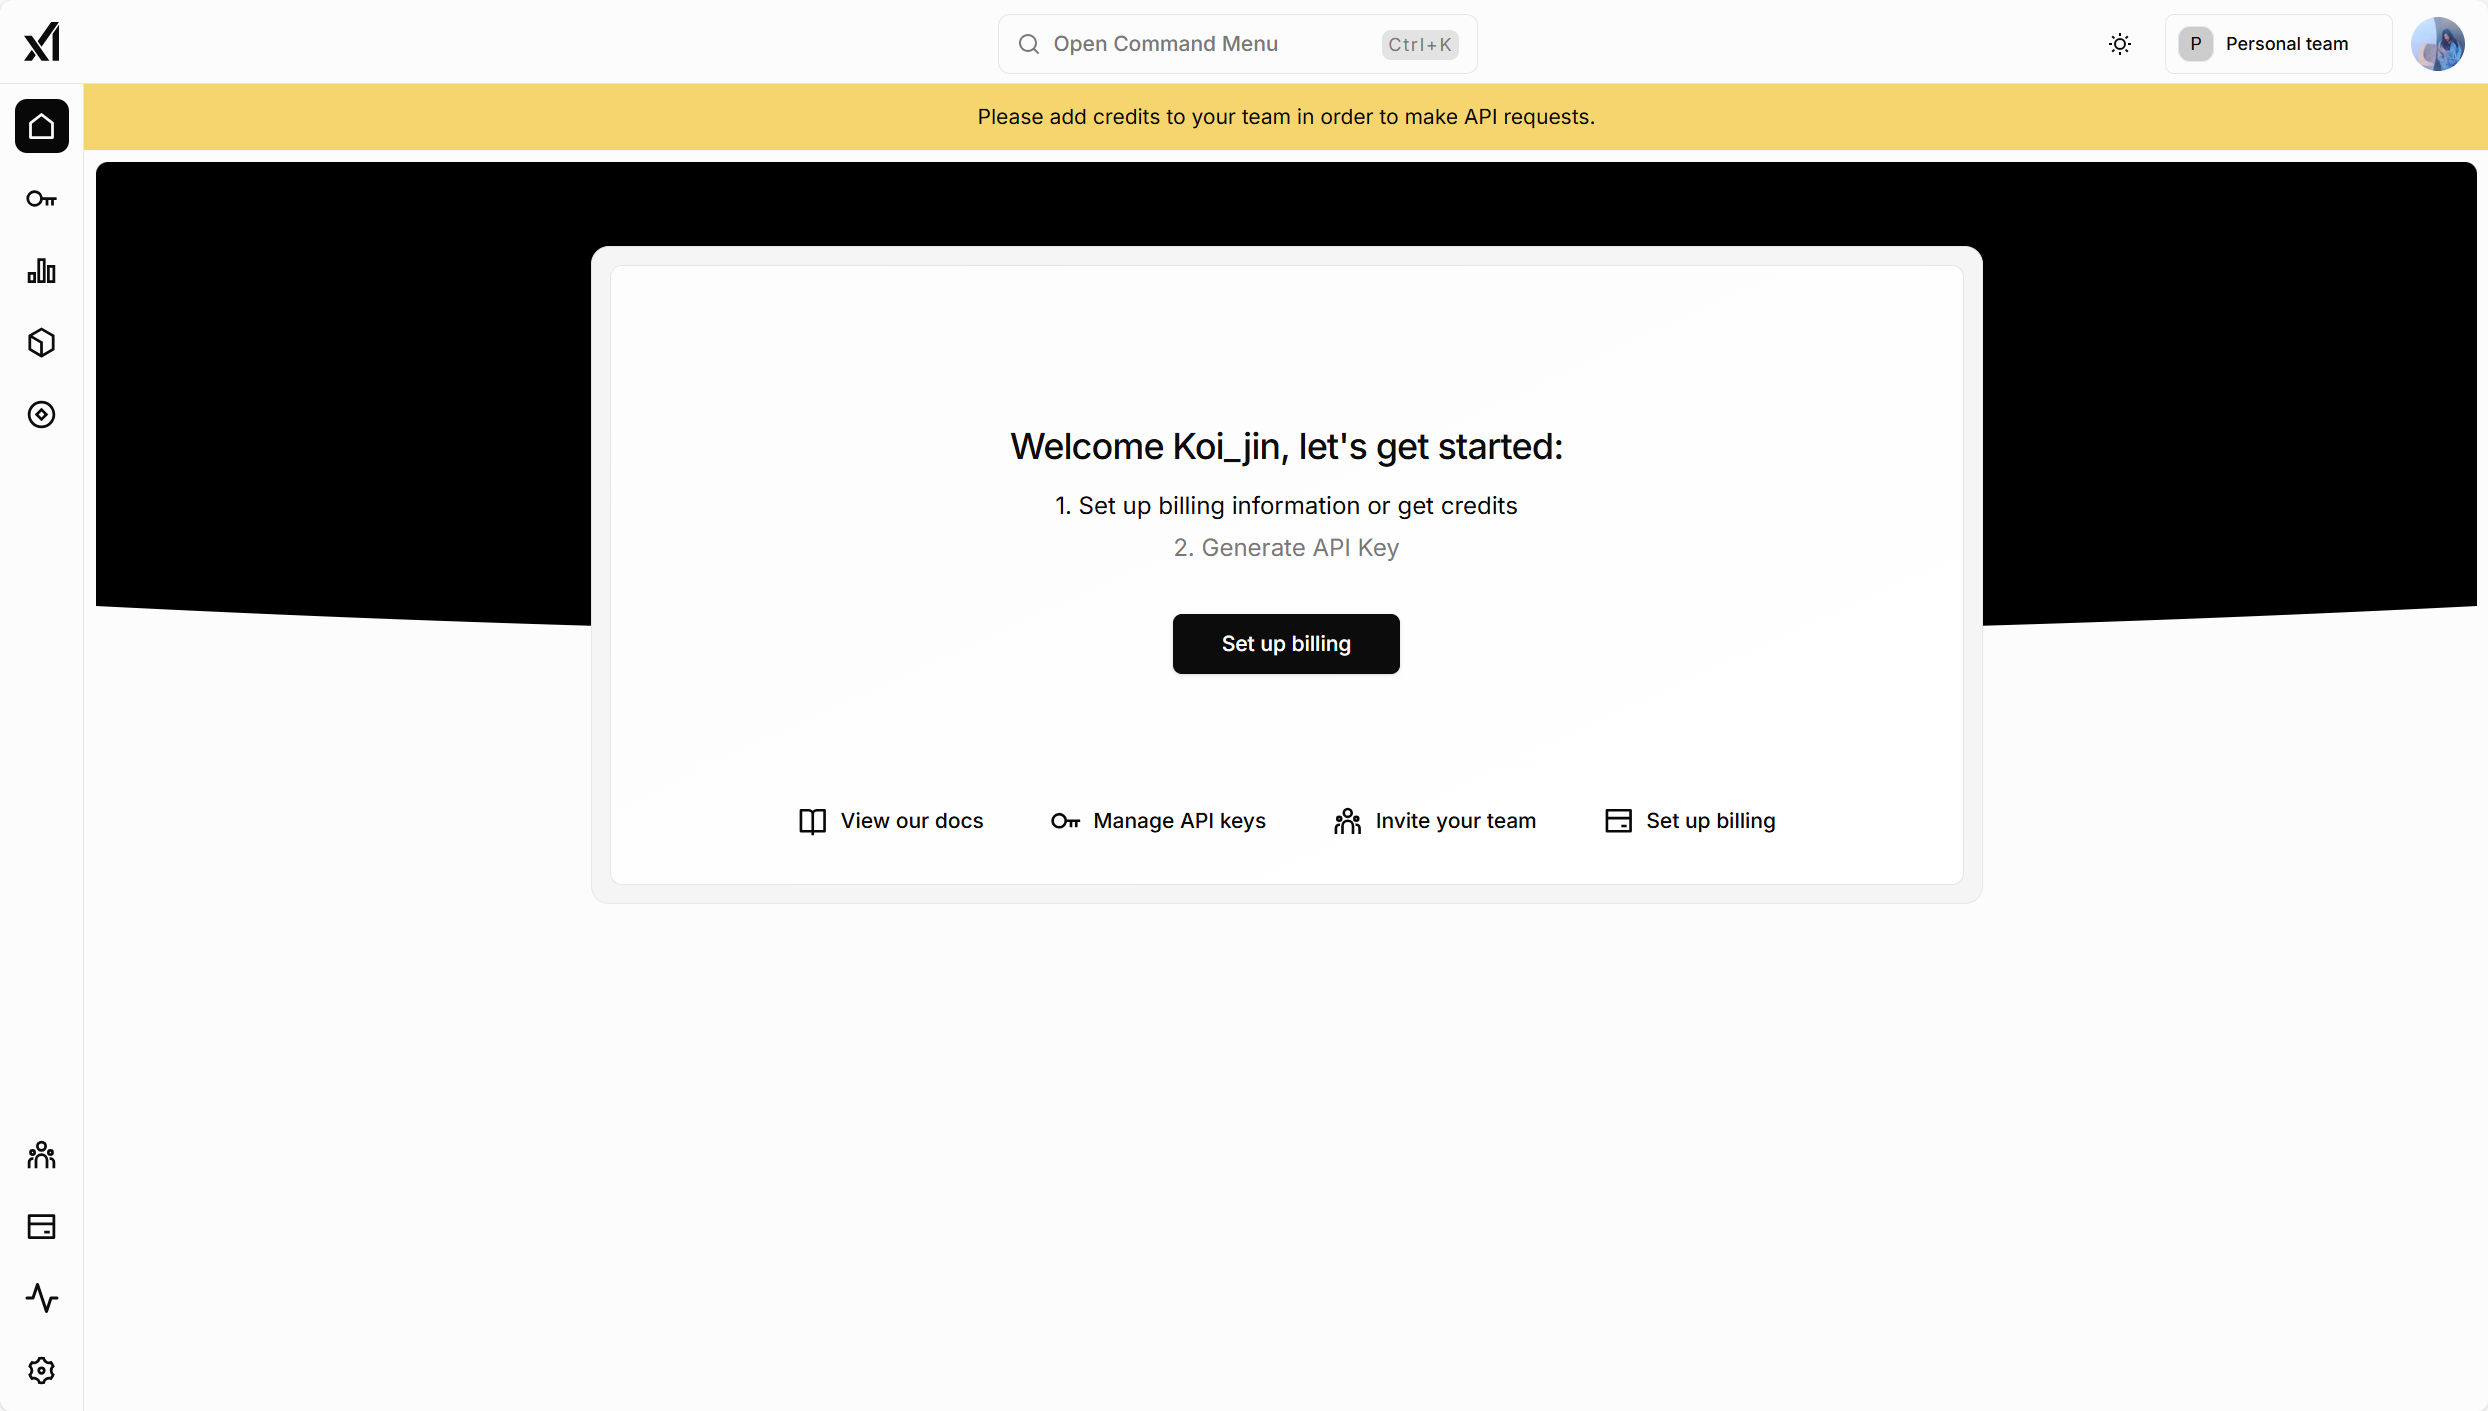 xI
Open Command Menu
Ctrl+K
P
Personal team
Please add credits to your team in order to make API requests.
Welcome Koi_jin, let's get started:
1. Set up billing information or get credits
2. Generate API Key
Set up billing
View our docs
Manage API keys
Invite your team
Set up billing